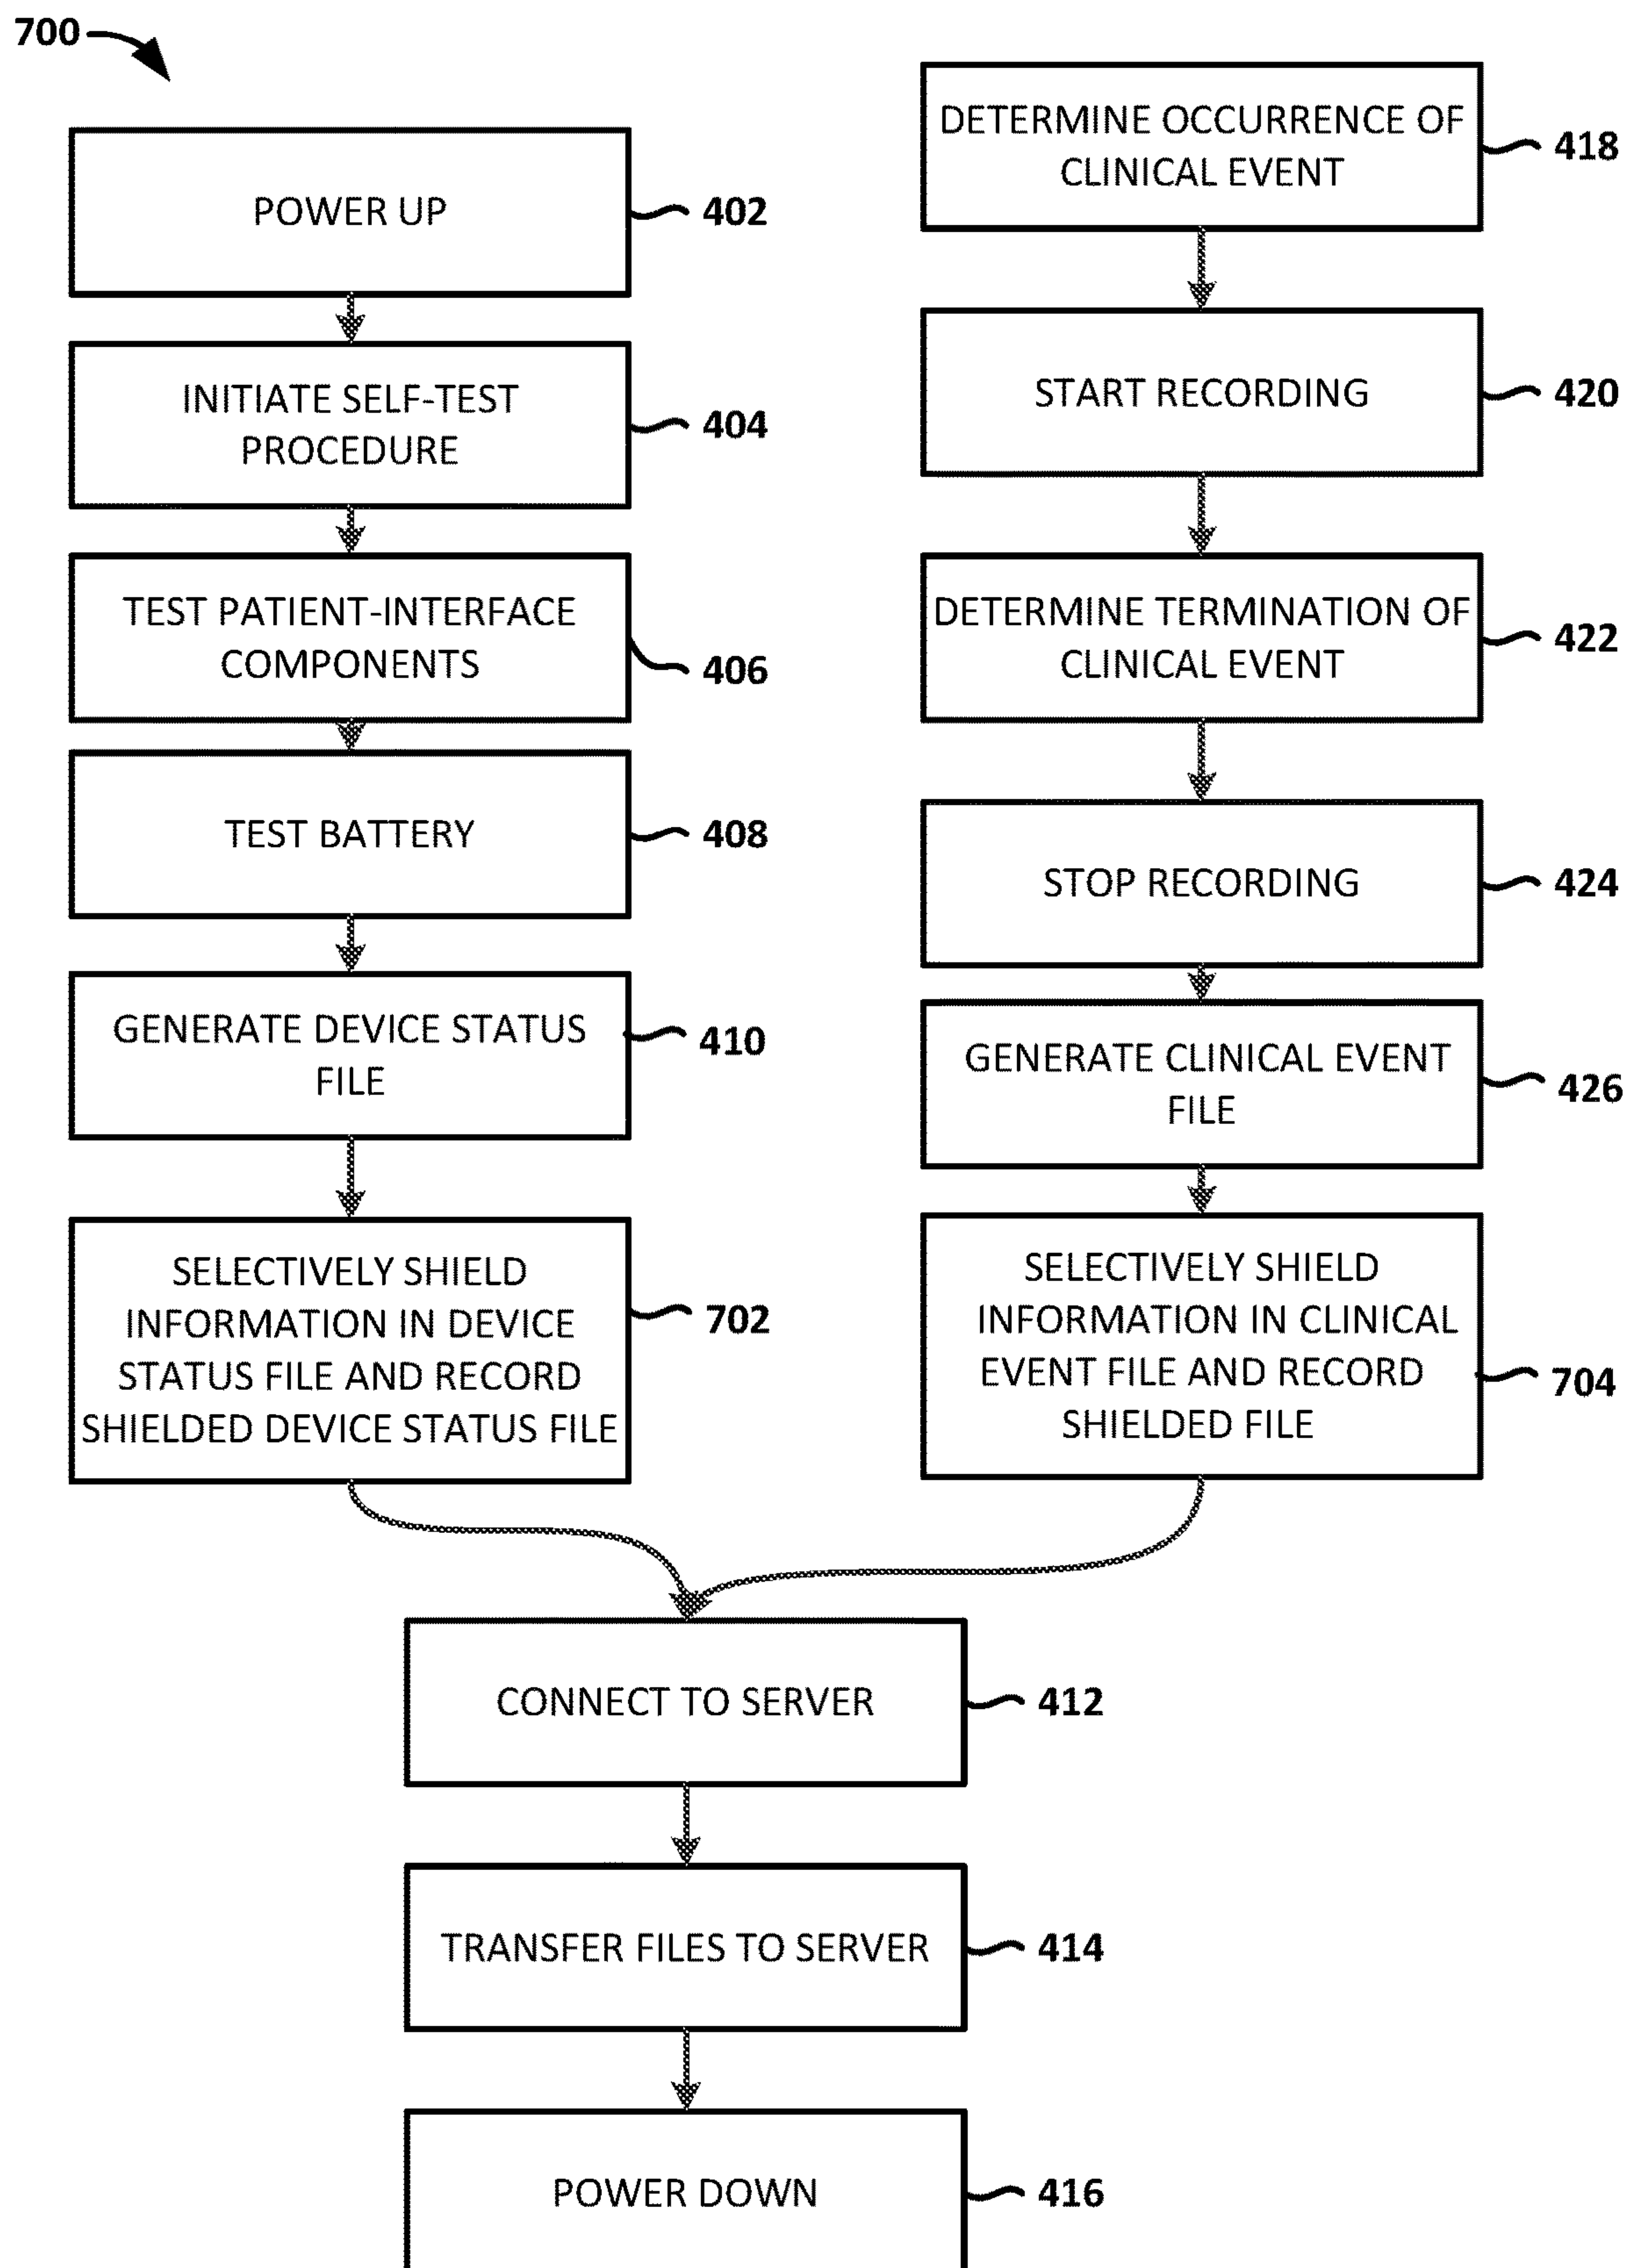 700
POWER UP
402
INITIATE SELF-TEST
PROCEDURE
404
TEST PATIENT-INTERFACE
COMPONENTS
406
TEST BATTERY
408
GENERATE DEVICE STATUS
FILE
410
SELECTIVELY SHIELD
INFORMATION IN DEVICE
STATUS FILE AND RECORD
SHIELDED DEVICE STATUS FILE
702
DETERMINE OCCURRENCE OF
CLINICAL EVENT
418
START RECORDING
420
DETERMINE TERMINATION OF
CLINICAL EVENT
422
STOP RECORDING
424
GENERATE CLINICAL EVENT
FILE
426
SELECTIVELY SHIELD
INFORMATION IN CLINICAL
EVENT FILE AND RECORD
SHIELDED FILE
704
CONNECT TO SERVER
412
TRANSFER FILES TO SERVER
414
POWER DOWN
416